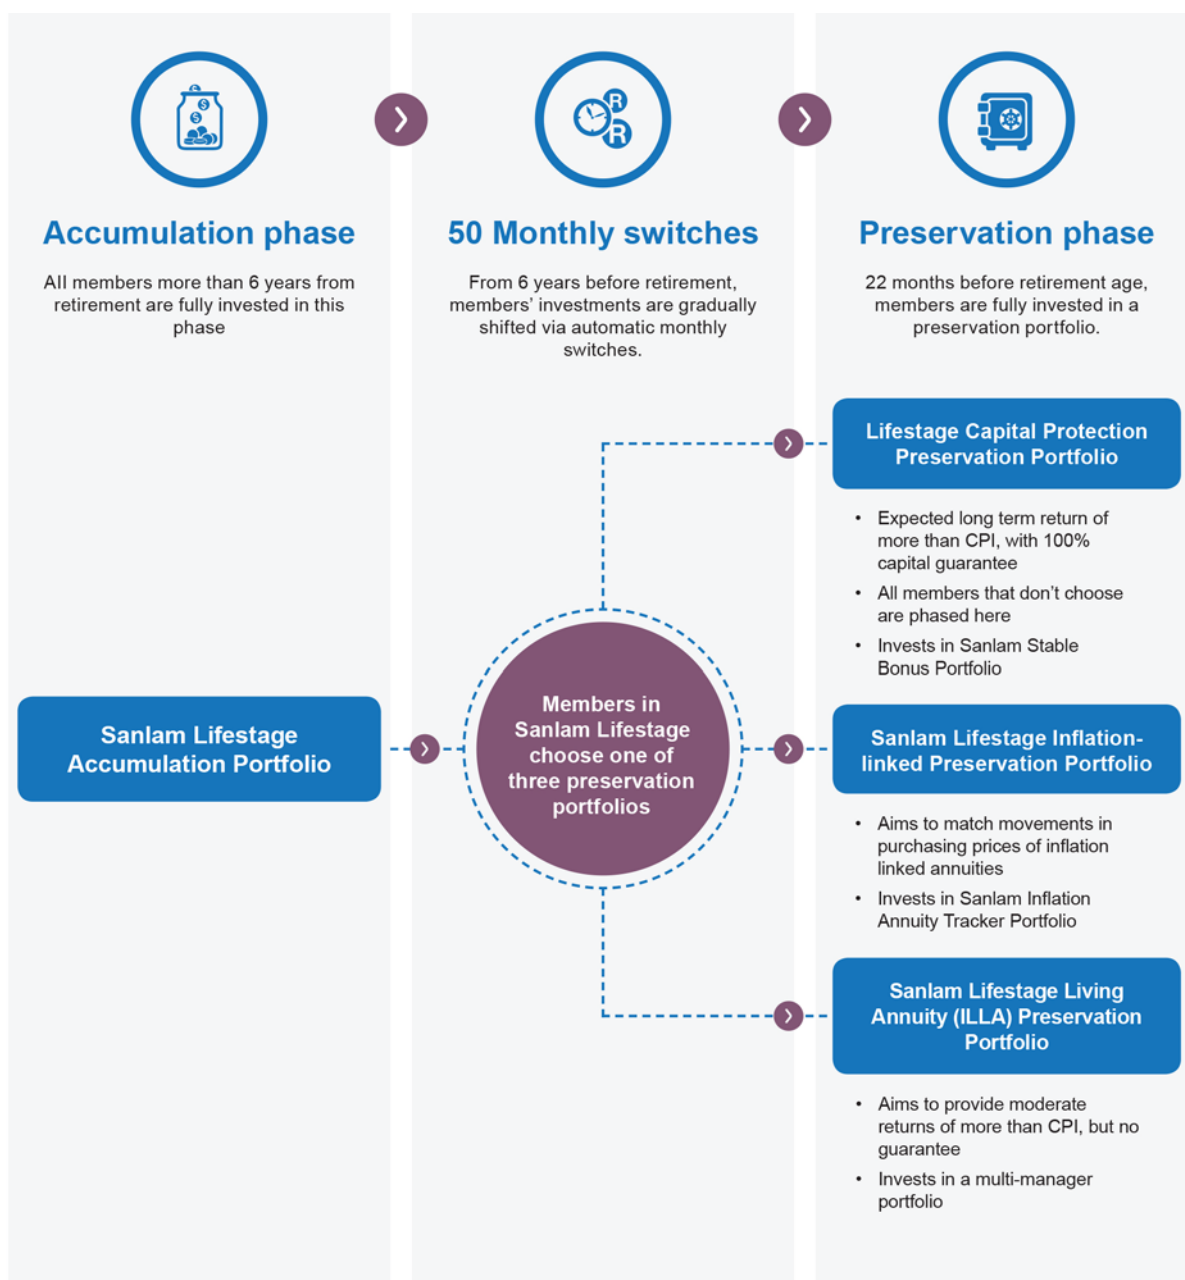 Accumulation phase
All members more than 6 years from
retirement are fully invested in this
phase
50 Monthly switches
From 6 years before retirement,
members' investments are gradually
shifted via automatic monthly
switches.
Preservation phase
22 months before retirement age,
members are fully invested in a
preservation portfolio.
Sanlam Lifestage
Accumulation Portfolio
Members in
Sanlam Lifestage
choose one of
three preservation
portfolios
Lifestage Capital Protection
Preservation Portfolio
• Expected long term return of
more than CPI, with 100%
capital guarantee
• All members that don't choose
are phased here
• Invests in Sanlam Stable
Bonus Portfolio
Sanlam Lifestage Inflation-
linked Preservation Portfolio
• Aims to match movements in
purchasing prices of inflation
linked annuities
• Invests in Sanlam Inflation
Annuity Tracker Portfolio
Sanlam Lifestage Living
Annuity (ILLA) Preservation
Portfolio
• Aims to provide moderate
returns of more than CPI, but no
guarantee
• Invests in a multi-manager
portfolio